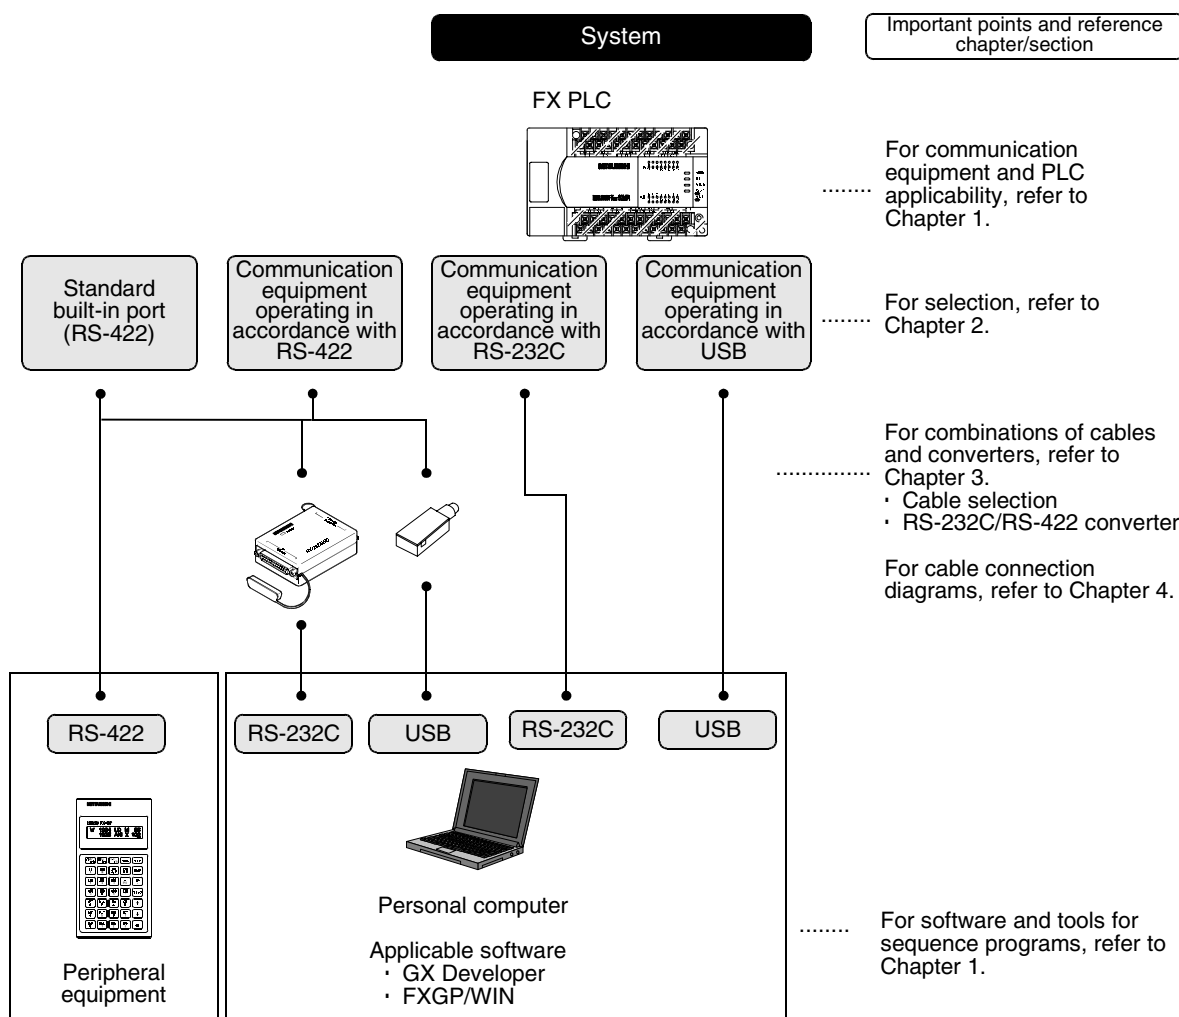 System
Important points and reference
chapter/section
FX PLC
For communication
equipment and PLC
applicability, refer to
Chapter 1.
Standard
built-in port
(RS-422)
Communication
equipment
operating in
accordance with
RS-422
Communication
equipment
operating in
accordance with
RS-232C
Communication
equipment
operating in
accordance with
USB
For selection, refer to
Chapter 2.
For combinations of cables
and converters, refer to
Chapter 3.
· Cable selection
· RS-232C/RS-422 converter
For cable connection
diagrams, refer to Chapter 4.
RS-422
RS-232C
USB
RS-232C
USB
Personal computer
Applicable software
· GX Developer
· FXGP/WIN
Peripheral
equipment
For software and tools for
sequence programs, refer to
Chapter 1.